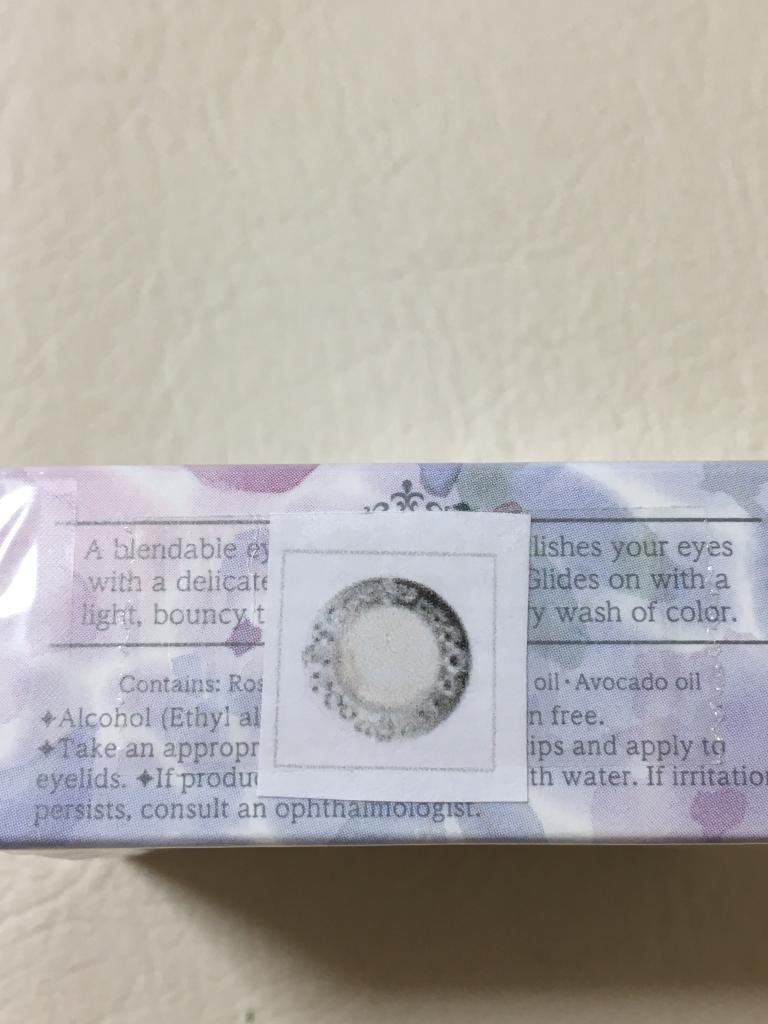 A blendable ey lishes your eyes
with a delicate Glides on with a
light, bouncy t y wash of color.
Contains: Ros oil·Avocado oil
✦Alcohol (Ethyl al n free.
✦Take an appropr ips and apply to
eyelids. ✦If produ th water. If irritation
persists, consult an ophthalmologist.